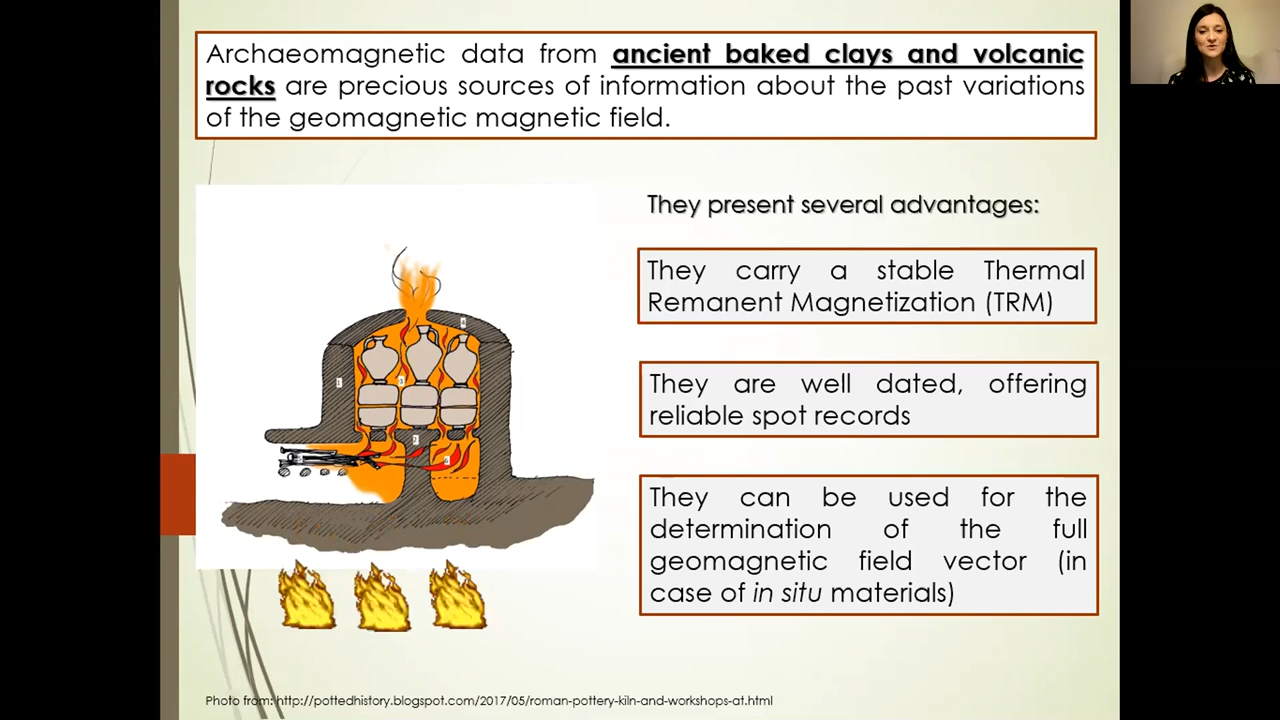 Archaeomagnetic data from ancient baked clays and volcanic
rocks are precious sources of information about the past variations
of the geomagnetic magnetic field.
They present several advantages:
They carry a stable Thermal
Remanent Magnetization (TRM)
They are well dated, offering
reliable spot records
They can be used for the
determination of the full
geomagnetic field vector (in
case of in situ materials)
Photo from: http://pottedhistory.blogspot.com/2017/05/roman-pottery-kiln-and-workshops-at.html